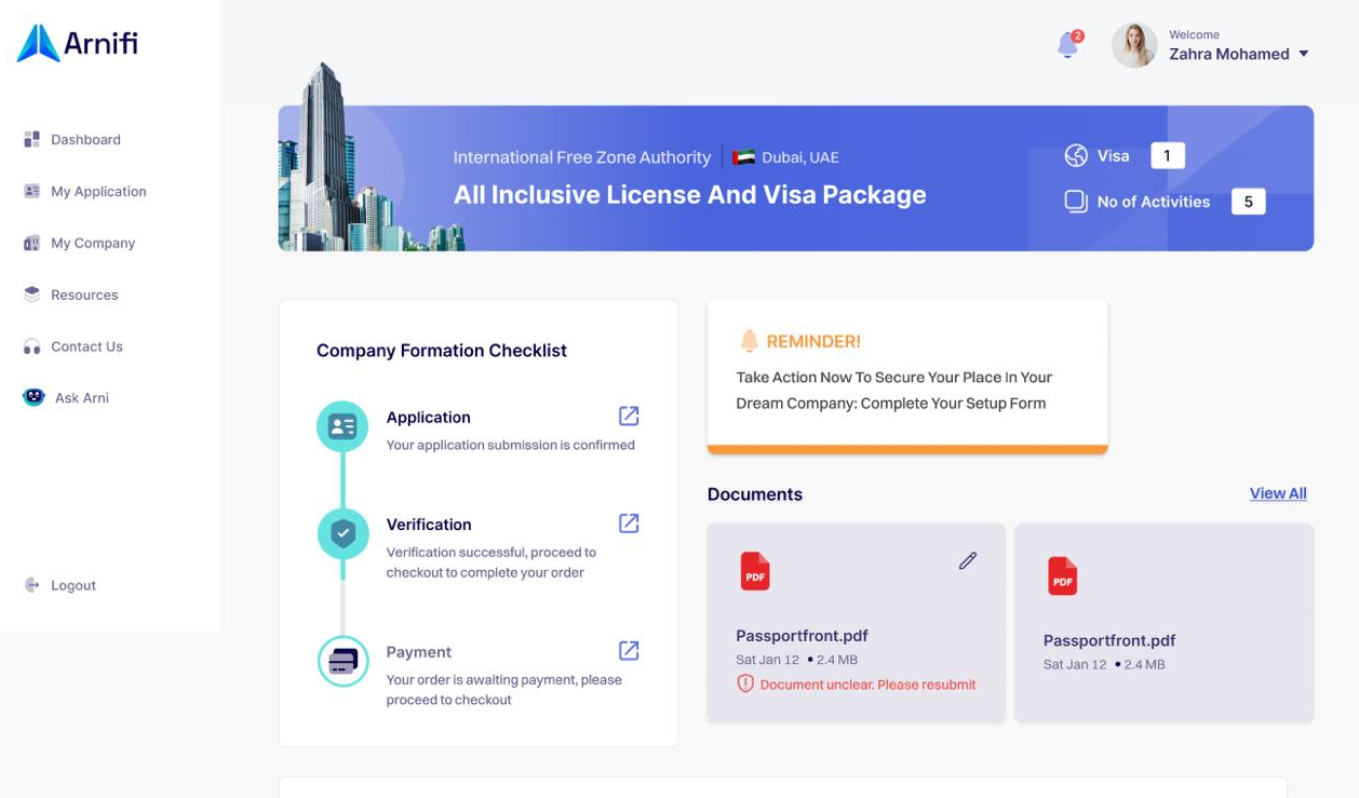 Arnifi
Dashboard
My Application
My Company
Resources
Contact Us
Ask Arni
Logout
2
Welcome
Zahra Mohamed
International Free Zone Authority
Dubai, UAE
All Inclusive License And Visa Package
Visa 1
No of Activities 5
Company Formation Checklist
Application
Your application submission is confirmed
Verification
Verification successful, proceed to
checkout to complete your order
Payment
Your order is awaiting payment, please
proceed to checkout
REMINDER!
Take Action Now To Secure Your Place In Your
Dream Company: Complete Your Setup Form
Documents
View All
PDF
Passportfront.pdf
Sat Jan 12 • 2.4 MB
Document unclear. Please resubmit
PDF
Passportfront.pdf
Sat Jan 12 • 2.4 MB